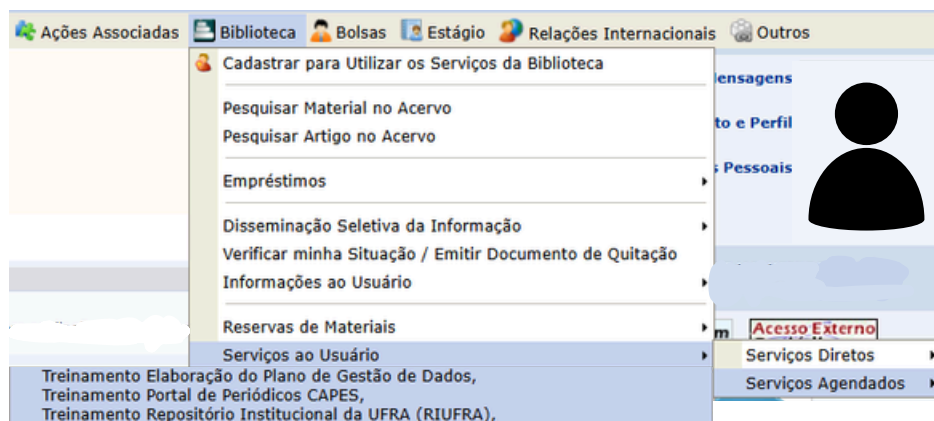 Ações Associadas Biblioteca Bolsas Estágio Relações Internacionais Outros
Cadastrar para Utilizar os Serviços da Biblioteca
Pesquisar Material no Acervo
Pesquisar Artigo no Acervo
to e Perfil
Pessoais
Empréstimos
Disseminação Seletiva da Informação
Verificar minha Situação / Emitir Documento de Quitação
Informações ao Usuário
Reservas de Materiais
Acesso Externo
Serviços ao Usuário
Serviços Diretos
Serviços Agendados
Treinamento Elaboração do Plano de Gestão de Dados,
Treinamento Portal de Periódicos CAPES,
Treinamento Repositório Institucional da UFRA (RIUFRA),